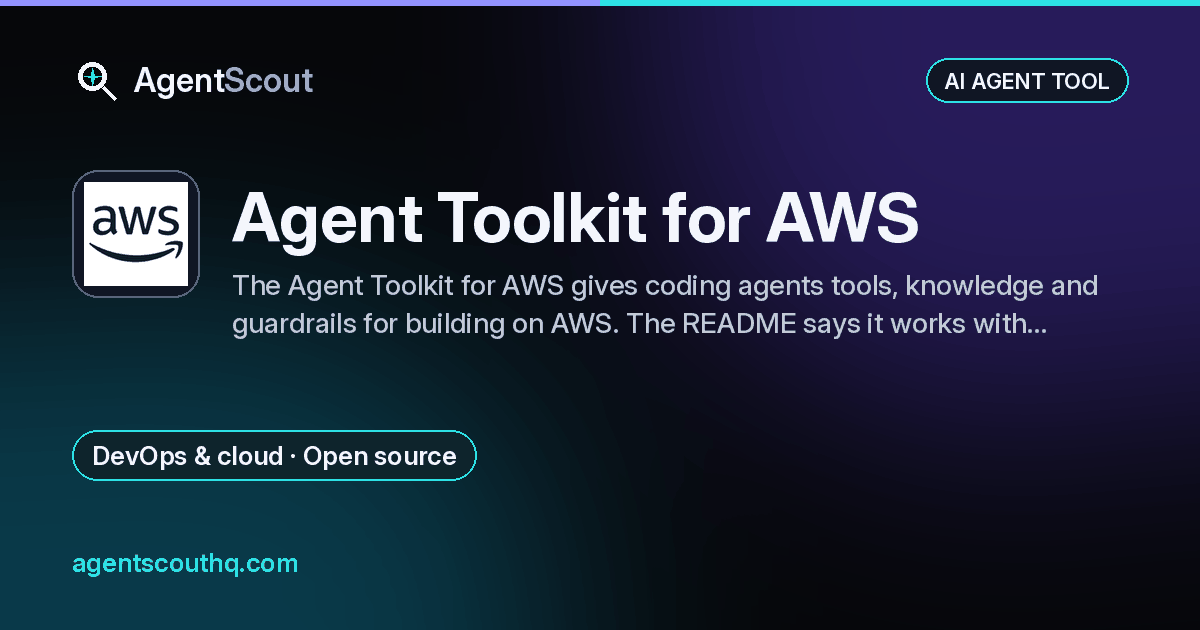 AgentScout
AI AGENT TOOL
aws
Agent Toolkit for AWS
The Agent Toolkit for AWS gives coding agents tools, knowledge and
guardrails for building on AWS. The README says it works with...
DevOps & cloud · Open source
agentscouthq.com